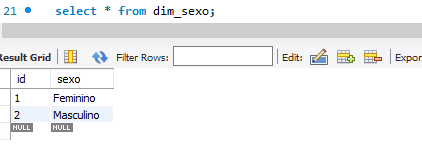 21 select * from dim_sexo;
Result Grid Filter Rows: Edit: Expor
id sexo
1 Feminino
2 Masculino
NULL NULL